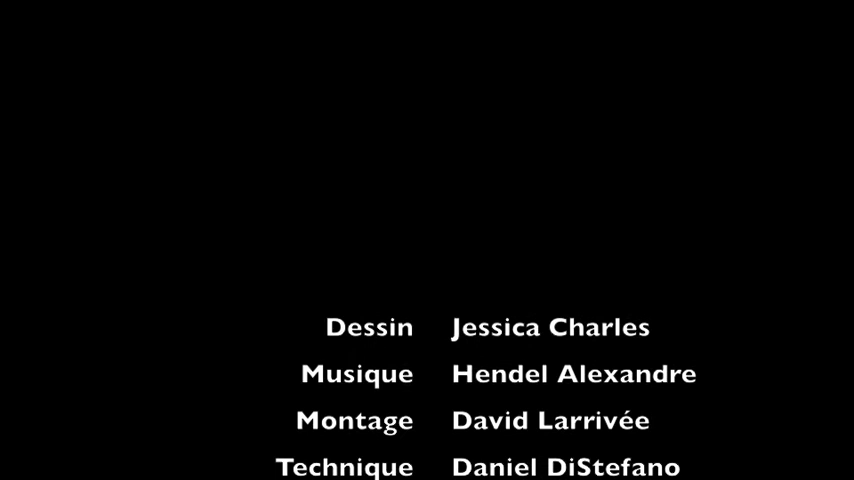 Dessin Jessica Charles
Musique Hendel Alexandre
Montage David Larrivée
Technique Daniel DiStefano